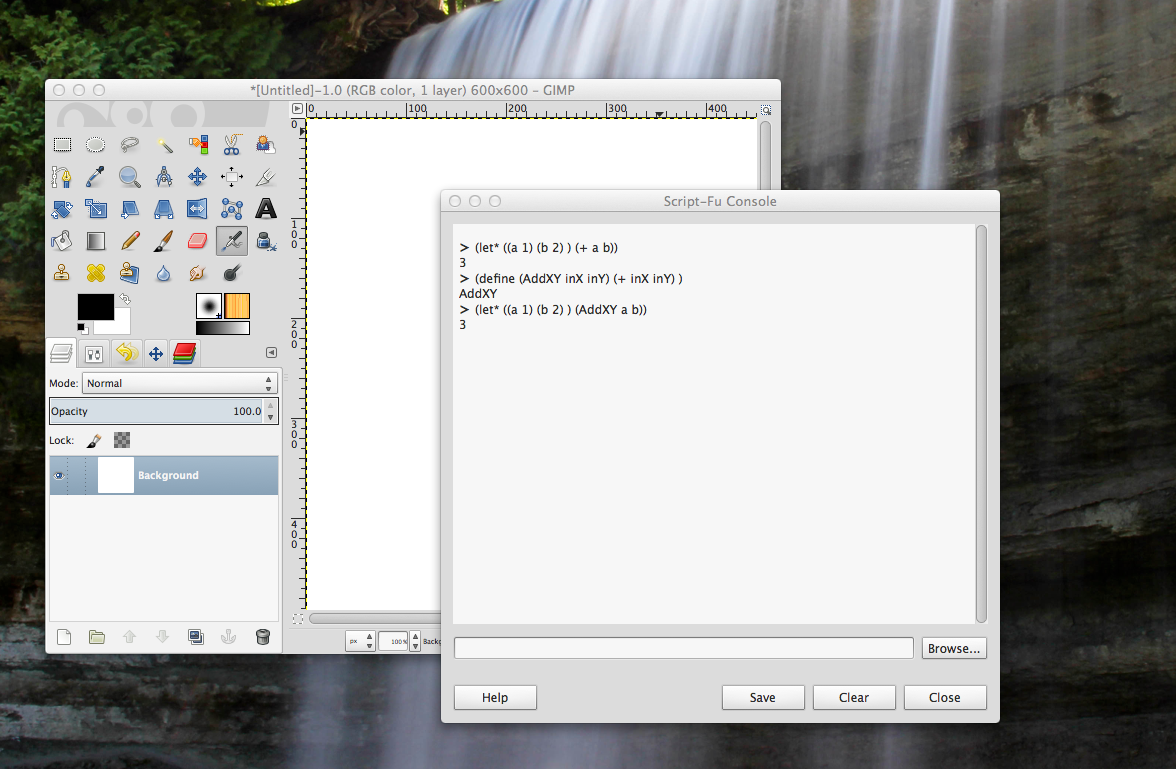 *[Untitled]-1.0 (RGB color, 1 layer) 600x600 – GIMP
0 100 200 300 400
0
100
200
300
400
Mode: Normal
Opacity 100.0
Lock:
Background
px 100% Backg
Script-Fu Console
> (let* ((a 1) (b 2) ) (+ a b))
3
> (define (AddXY inX inY) (+ inX inY) )
AddXY
> (let* ((a 1) (b 2) ) (AddXY a b))
3
Browse...
Help Save Clear Close